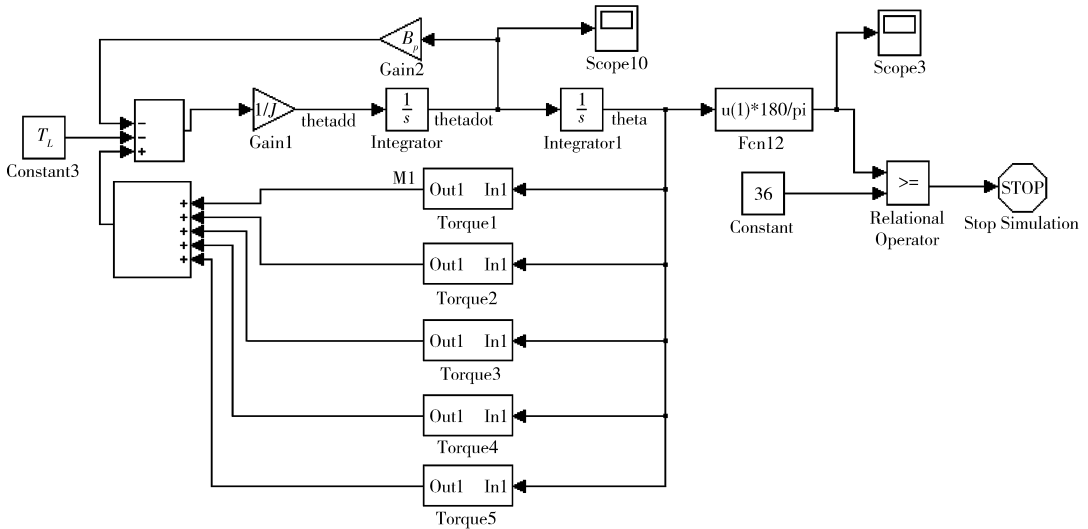 B_p
Gain2
Scope10
Scope3
T_L
Constant3
−
−
+
1/J
Gain1
thetadd
1/s
Integrator
thetadot
1/s
Integrator1
theta
u(1)*180/pi
Fcn12
36
Constant
>=
Relational
Operator
STOP
Stop Simulation
+
+
+
+
+
M1
Out1 In1
Torque1
Out1 In1
Torque2
Out1 In1
Torque3
Out1 In1
Torque4
Out1 In1
Torque5